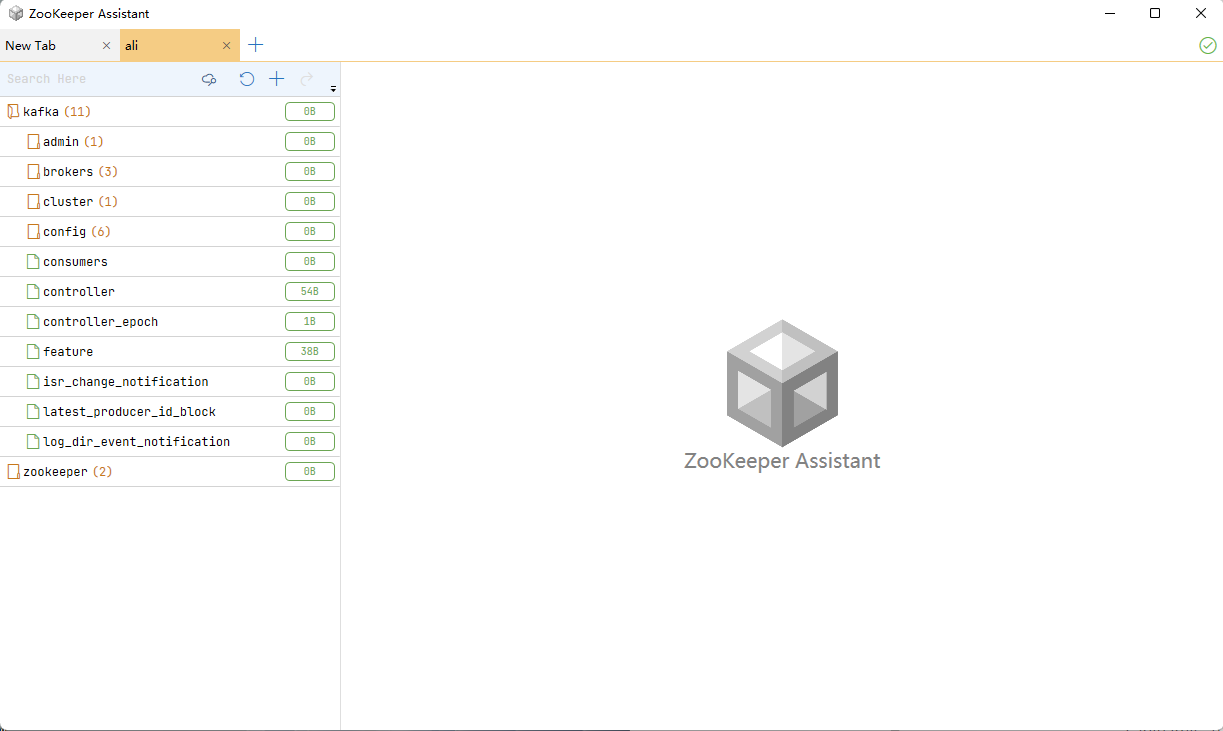 ZooKeeper Assistant
New Tab
ali
Search Here
kafka (11) 0B
admin (1) 0B
brokers (3) 0B
cluster (1) 0B
config (6) 0B
consumers 0B
controller 54B
controller_epoch 1B
feature 38B
isr_change_notification 0B
latest_producer_id_block 0B
log_dir_event_notification 0B
zookeeper (2) 0B
ZooKeeper Assistant